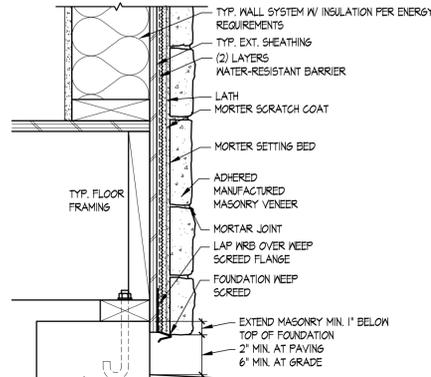 TYP. WALL SYSTEM W/ INSULATION PER ENERGY
REQUIREMENTS
TYP. EXT. SHEATHING
(2) LAYERS
WATER-RESISTANT BARRIER
LATH
MORTER SCRATCH COAT
MORTER SETTING BED
ADHERED
MANUFACTURED
MASONRY VENEER
TYP. FLOOR
FRAMING
MORTAR JOINT
LAP WRB OVER WEEP
SCREED FLANGE
FOUNDATION WEEP
SCREED
EXTEND MASONRY MIN. 1" BELOW
TOP OF FOUNDATION
2" MIN. AT PAVING
6" MIN. AT GRADE